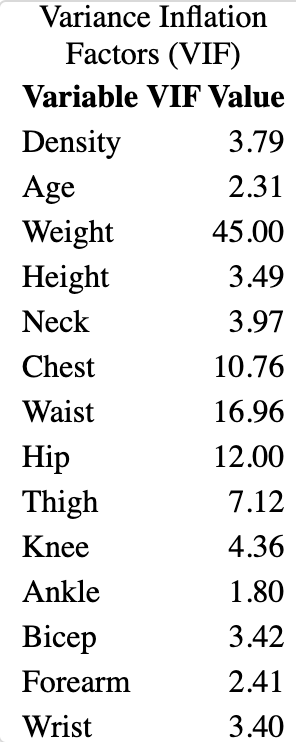 Variance Inflation
Factors (VIF)
Variable VIF Value
Density 3.79
Age 2.31
Weight 45.00
Height 3.49
Neck 3.97
Chest 10.76
Waist 16.96
Hip 12.00
Thigh 7.12
Knee 4.36
Ankle 1.80
Bicep 3.42
Forearm 2.41
Wrist 3.40